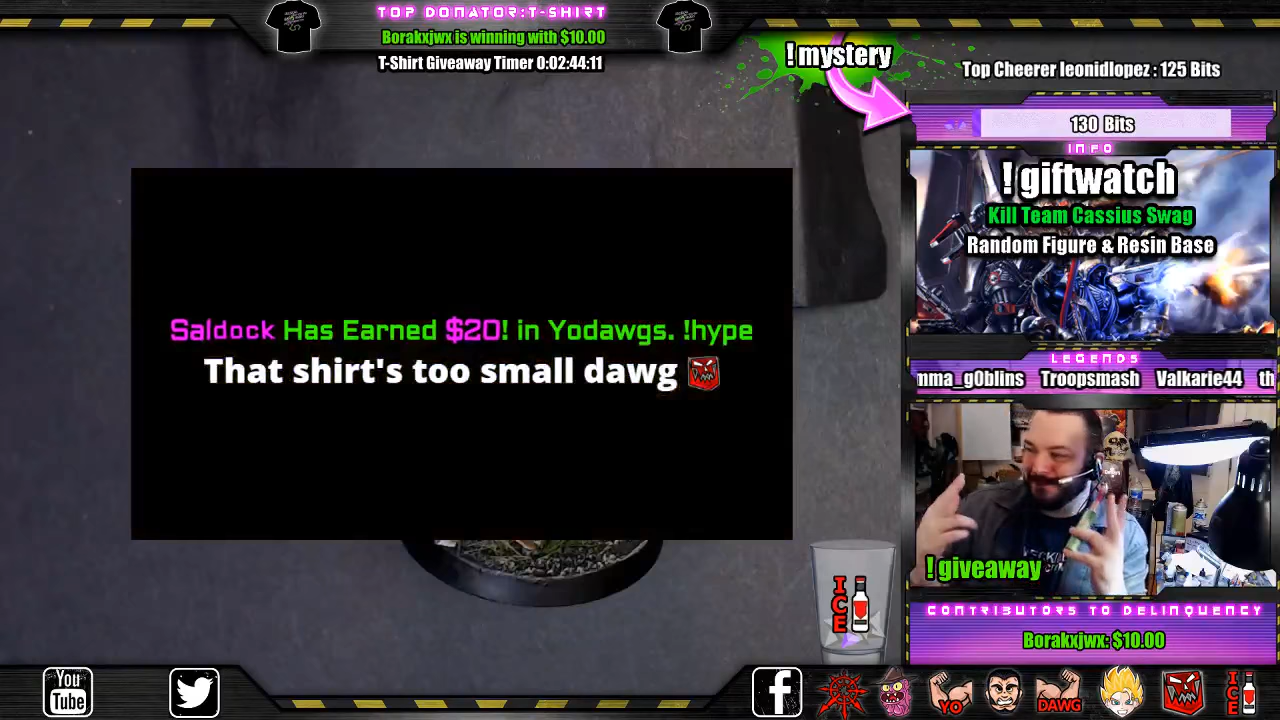 TOP DONATOR:T-SHIRT
Borakxjwx is winning with $10.00
T-Shirt Giveaway Timer 0:02:44:11
! mystery
Top Cheerer leonidlopez : 125 Bits
130 Bits
INFO
! giftwatch
Kill Team Cassius Swag
Random Figure & Resin Base
Saldock Has Earned $20! in Yodawgs. !hype
That shirt's too small dawg
LEGENDS
mma_g0blins Troopsmash Valkarie44 th
! giveaway
ICE
CONTRIBUTORS TO DELINQUENCY
Borakxjwx: $10.00
You Tube
f
YO
DAWG
ICE